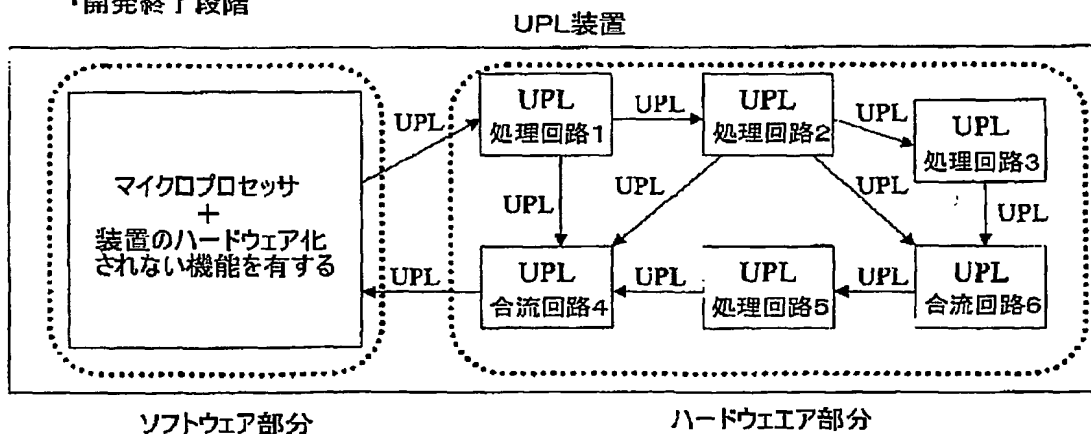 ・開発終了段階
UPL装置
マイクロプロセッサ
＋
装置のハードウェア化
されない機能を有する
UPL
UPL
処理回路1
UPL
UPL
処理回路2
UPL
UPL
処理回路3
UPL
UPL
UPL
UPL
UPL
UPL
合流回路4
UPL
UPL
処理回路5
UPL
UPL
合流回路6
ソフトウェア部分
ハードウエエア部分